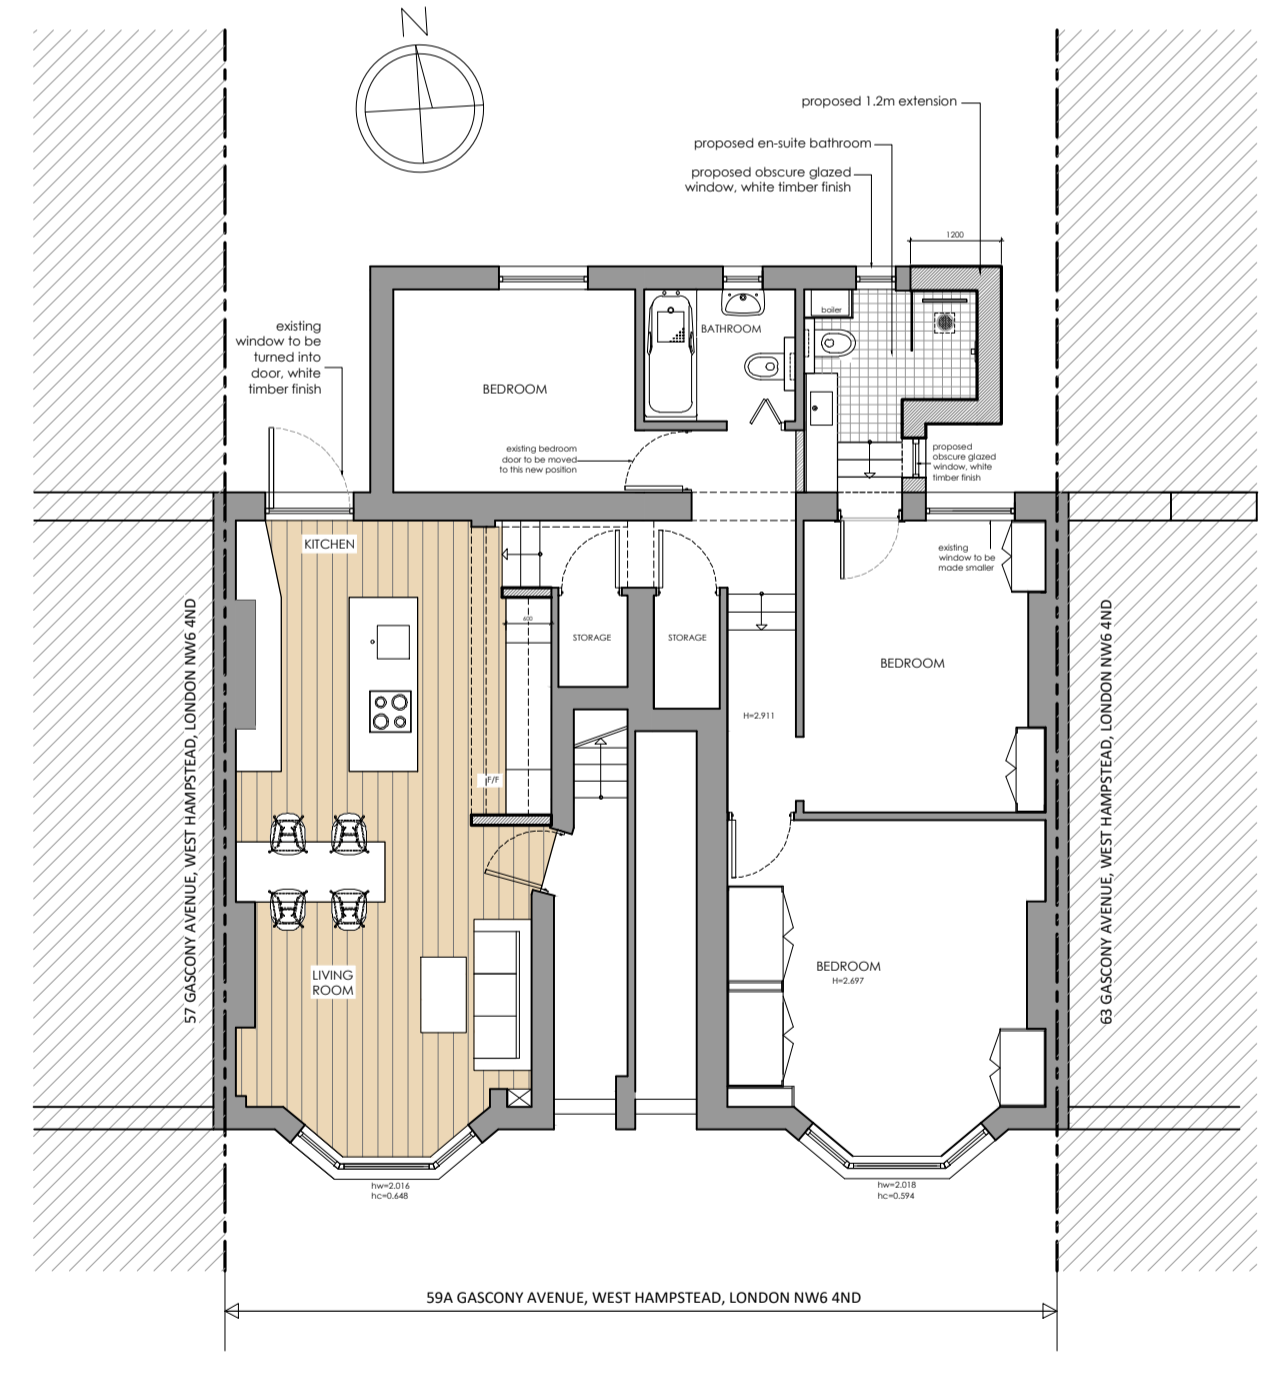 N
proposed 1.2m extension
proposed en-suite bathroom
proposed obscure glazed
window, white timber finish
1200
existing
window to be
turned into
door, white
timber finish
boiler
BATHROOM
BEDROOM
existing bedroom
door to be moved
to this new position
proposed
obscure glazed
window, white
timber finish
KITCHEN
existing
window to be
made smaller
600
STORAGE
STORAGE
BEDROOM
H=2.911
F/F
57 GASCONY AVENUE, WEST HAMPSTEAD, LONDON NW6 4ND
63 GASCONY AVENUE, WEST HAMPSTEAD, LONDON NW6 4ND
LIVING
ROOM
BEDROOM
H=2.697
hw=2.016
hc=0.648
hw=2.018
hc=0.594
59A GASCONY AVENUE, WEST HAMPSTEAD, LONDON NW6 4ND